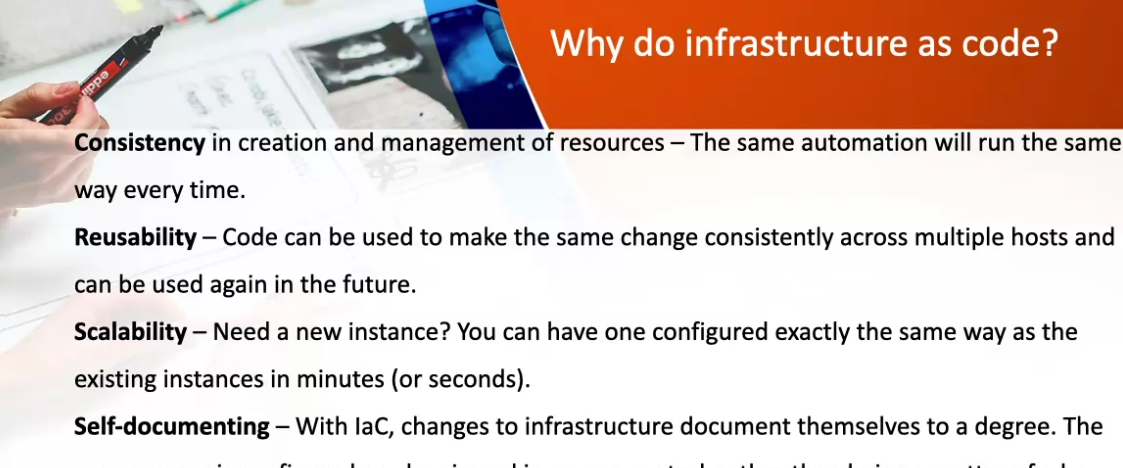 Why do infrastructure as code?
edding
Consistency in creation and management of resources – The same automation will run the same
way every time.
Reusability – Code can be used to make the same change consistently across multiple hosts and
can be used again in the future.
Scalability – Need a new instance? You can have one configured exactly the same way as the
existing instances in minutes (or seconds).
Self-documenting – With IaC, changes to infrastructure document themselves to a degree. The